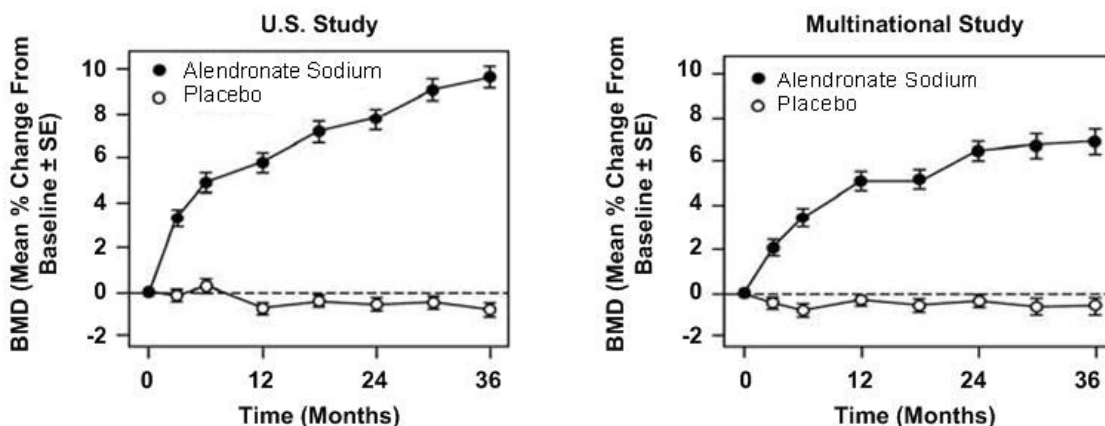 U.S. Study
BMD (Mean % Change From
Baseline ± SE)
10
8
6
4
2
0
-2
Alendronate Sodium
Placebo
0
12
24
36
Time (Months)
Multinational Study
BMD (Mean % Change From
Baseline ± SE)
10
8
6
4
2
0
-2
Alendronate Sodium
Placebo
0
12
24
36
Time (Months)